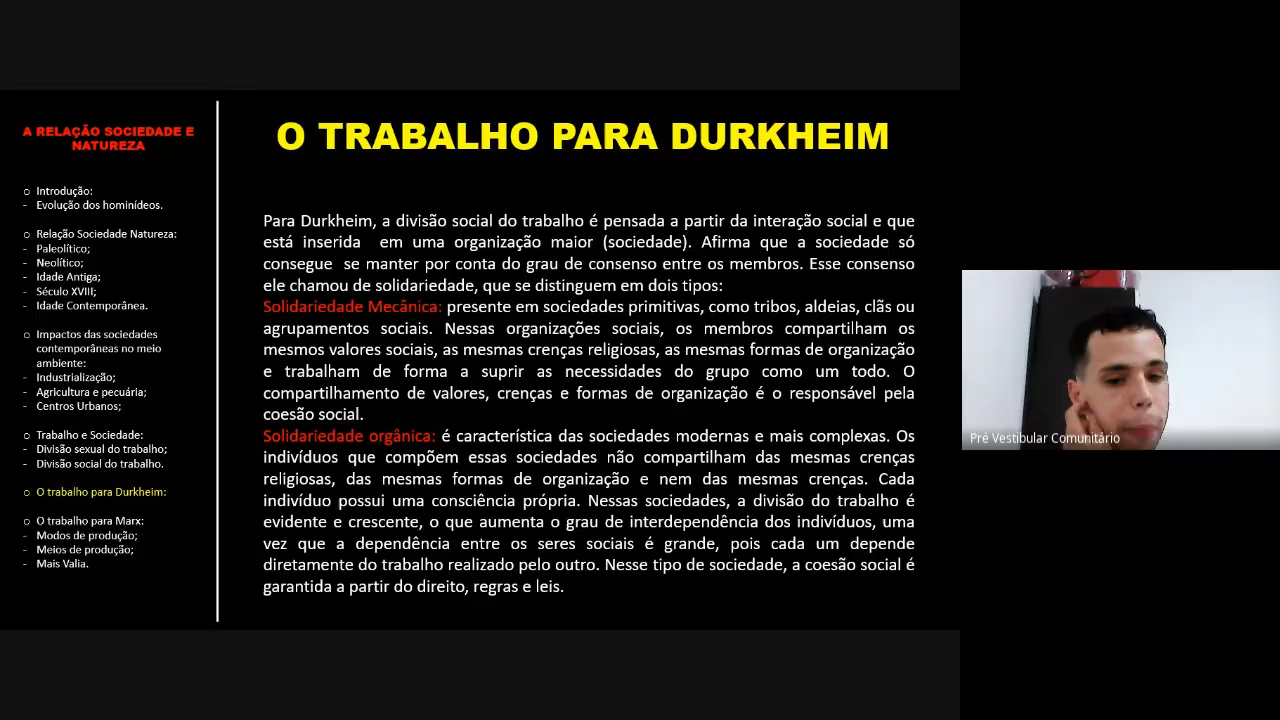 A RELAÇÃO SOCIEDADE E
NATUREZA
o Introdução:
- Evolução dos hominídeos.
o Relação Sociedade Natureza:
- Paleolítico;
- Neolítico;
- Idade Antiga;
- Século XVIII;
- Idade Contemporânea.
o Impactos das sociedades
contemporâneas no meio
ambiente:
- Industrialização;
- Agricultura e pecuária;
- Centros Urbanos;
o Trabalho e Sociedade:
- Divisão sexual do trabalho;
- Divisão social do trabalho.
o O trabalho para Durkheim:
o O trabalho para Marx:
- Modos de produção;
- Meios de produção;
- Mais Valia.
O TRABALHO PARA DURKHEIM
Para Durkheim, a divisão social do trabalho é pensada a partir da interação social e que
está inserida em uma organização maior (sociedade). Afirma que a sociedade só
consegue se manter por conta do grau de consenso entre os membros. Esse consenso
ele chamou de solidariedade, que se distinguem em dois tipos:
Solidariedade Mecânica: presente em sociedades primitivas, como tribos, aldeias, clãs ou
agrupamentos sociais. Nessas organizações sociais, os membros compartilham os
mesmos valores sociais, as mesmas crenças religiosas, as mesmas formas de organização
e trabalham de forma a suprir as necessidades do grupo como um todo. O
compartilhamento de valores, crenças e formas de organização é o responsável pela
coesão social.
Solidariedade orgânica: é característica das sociedades modernas e mais complexas. Os
indivíduos que compõem essas sociedades não compartilham das mesmas crenças
religiosas, das mesmas formas de organização e nem das mesmas crenças. Cada
indivíduo possui uma consciência própria. Nessas sociedades, a divisão do trabalho é
evidente e crescente, o que aumenta o grau de interdependência dos indivíduos, uma
vez que a dependência entre os seres sociais é grande, pois cada um depende
diretamente do trabalho realizado pelo outro. Nesse tipo de sociedade, a coesão social é
garantida a partir do direito, regras e leis.
Pré Vestibular Comunitário